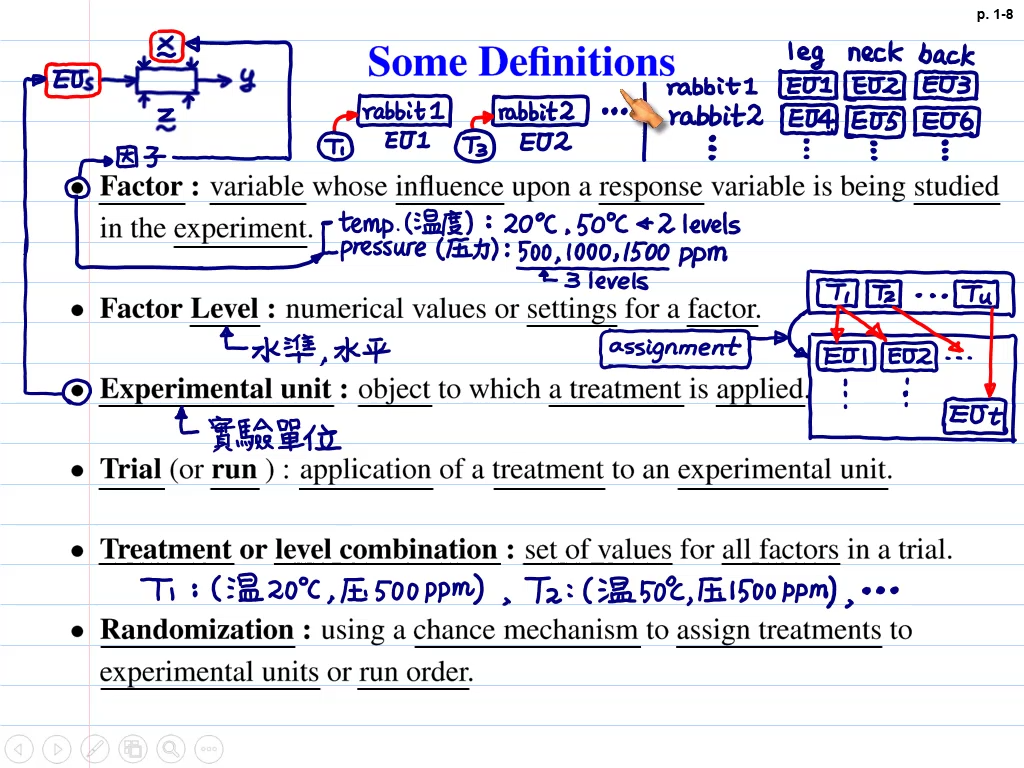 p. 1-8
Some Definitions
EUs x y z
rabbit1 rabbit2 ...
T1 EU1 T3 EU2
leg neck back
rabbit1 EU1 EU2 EU3
rabbit2 EU4 EU5 EU6
因子
• Factor : variable whose influence upon a response variable is being studied
in the experiment.
temp.(温度) : 20°C, 50°C ← 2 levels
pressure (压力) : 500, 1000, 1500 ppm
3 levels
• Factor Level : numerical values or settings for a factor.
水準, 水平
assignment
T1 T2 ... Tu
EU1 EU2 ...
EUt
• Experimental unit : object to which a treatment is applied.
實驗單位
• Trial (or run ) : application of a treatment to an experimental unit.
• Treatment or level combination : set of values for all factors in a trial.
T1 : (温20°C, 压500ppm), T2 : (温50°C, 压1500ppm), ...
• Randomization : using a chance mechanism to assign treatments to
experimental units or run order.